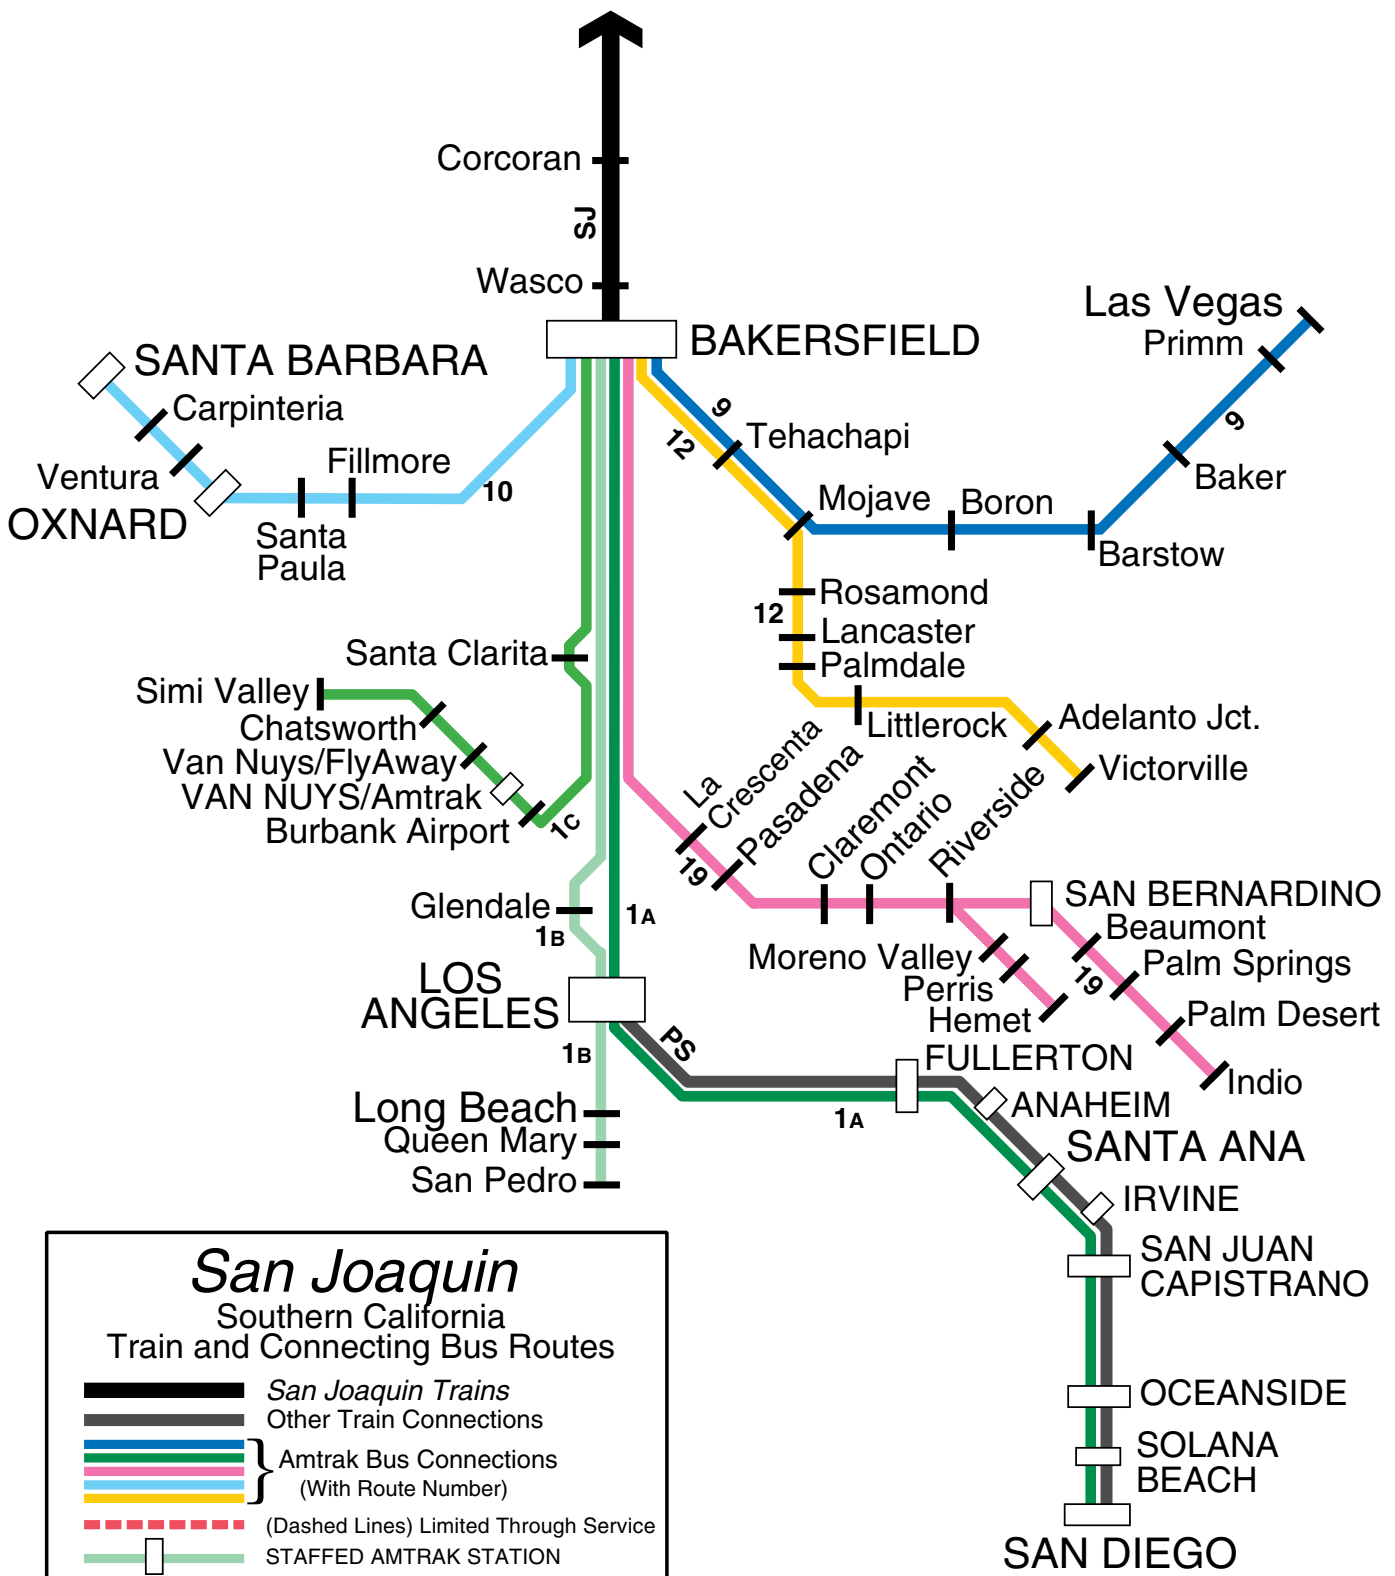 Corcoran
SJ
Wasco
BAKERSFIELD
Las Vegas
Primm
SANTA BARBARA
Carpinteria
9
Tehachapi
12
9
Ventura
Fillmore
Baker
OXNARD
10
Mojave
Boron
Santa
Paula
Barstow
Rosamond
12
Lancaster
Santa Clarita
Palmdale
Simi Valley
Chatsworth
Littlerock
Adelanto Jct.
Van Nuys/FlyAway
Victorville
VAN NUYS/Amtrak
Burbank Airport
1C
La
Crescenta
Pasadena
Claremont
Ontario
Riverside
19
SAN BERNARDINO
Glendale
1A
1B
Beaumont
Moreno Valley
Palm Springs
Perris
19
Hemet
Palm Desert
LOS
ANGELES
PS
1B
FULLERTON
Indio
Long Beach
1A
ANAHEIM
Queen Mary
SANTA ANA
San Pedro
IRVINE
SAN JUAN
CAPISTRANO
OCEANSIDE
SOLANA
BEACH
SAN DIEGO
San Joaquin
Southern California
Train and Connecting Bus Routes
San Joaquin Trains
Other Train Connections
Amtrak Bus Connections
(With Route Number)
(Dashed Lines) Limited Through Service
STAFFED AMTRAK STATION